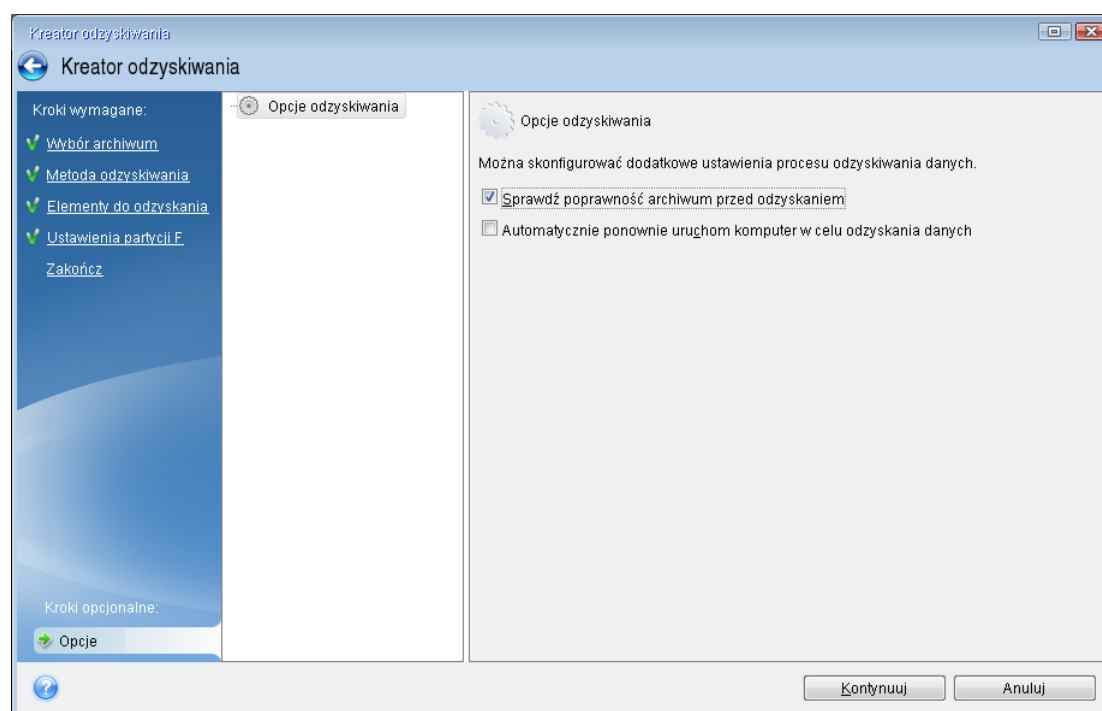 Kreator odzyskiwania
Kreator odzyskiwania
Kroki wymagane:
Wybór archiwum
Metoda odzyskiwania
Elementy do odzyskania
Ustawienia partycji F
Zakończ
Kroki opcjonalne:
Opcje
Opcje odzyskiwania
Opcje odzyskiwania
Można skonfigurować dodatkowe ustawienia procesu odzyskiwania danych.
Sprawdź poprawność archiwum przed odzyskaniem
Automatycznie ponownie uruchom komputer w celu odzyskania danych
Kontynuuj
Anuluj